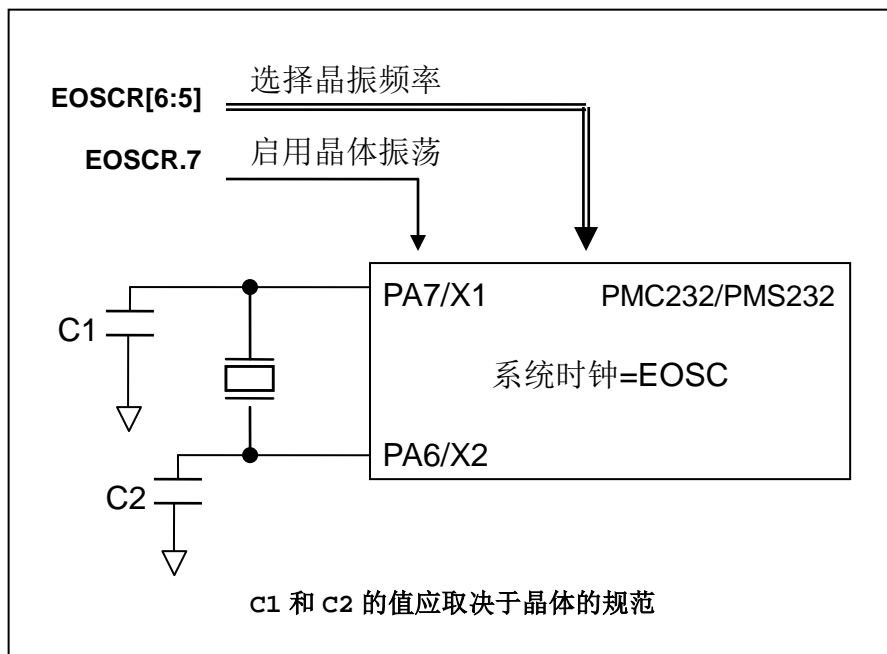 选择晶振频率
EOSCR[6:5]
启用晶体振荡
EOSCR.7
PA7/X1
PMC232/PMS232
C1
系统时钟=EOSC
PA6/X2
C2
C1 和 C2 的值应取决于晶体的规范